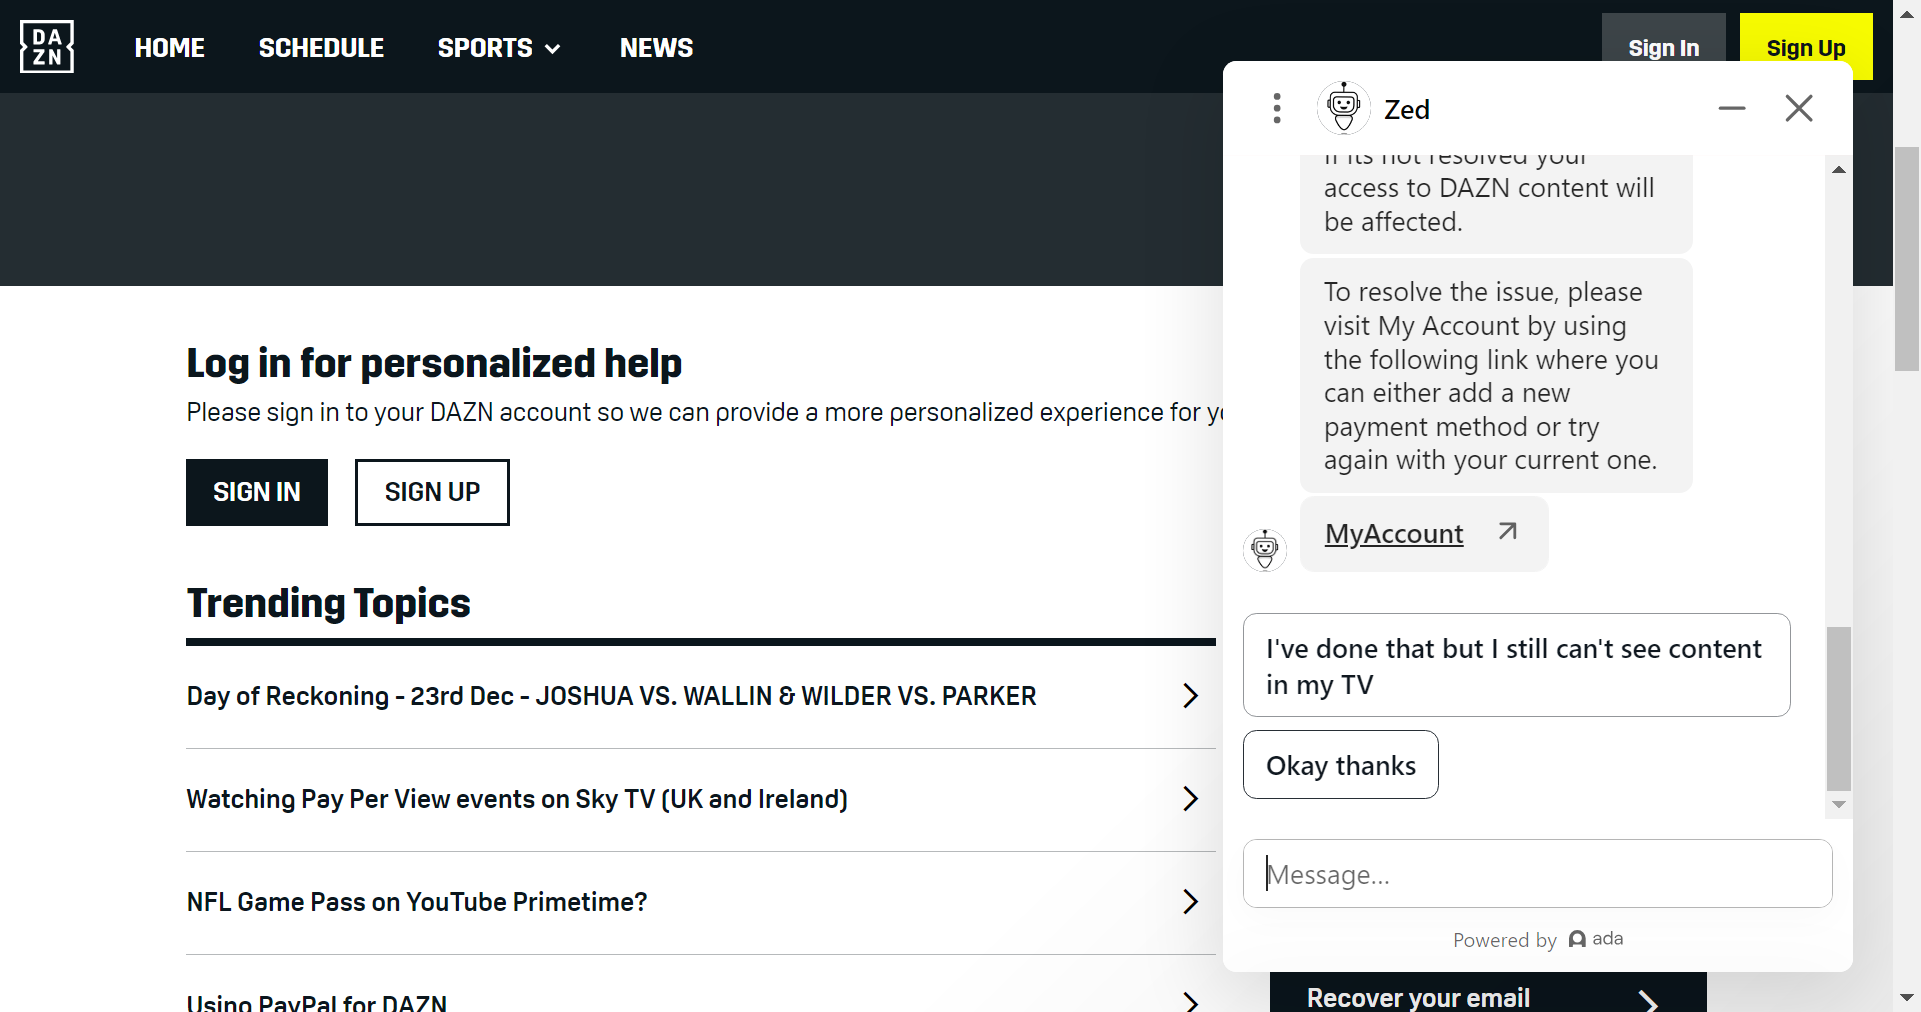 DA
ZN
HOME
SCHEDULE
SPORTS
NEWS
Sign In
Sign Up
Log in for personalized help
Please sign in to your DAZN account so we can provide a more personalized experience for yo
SIGN IN
SIGN UP
Trending Topics
Day of Reckoning - 23rd Dec - JOSHUA VS. WALLIN & WILDER VS. PARKER
Watching Pay Per View events on Sky TV (UK and Ireland)
NFL Game Pass on YouTube Primetime?
Using PayPal for DAZN
Zed
If its not resolved your
access to DAZN content will
be affected.
To resolve the issue, please
visit My Account by using
the following link where you
can either add a new
payment method or try
again with your current one.
MyAccount
I've done that but I still can't see content
in my TV
Okay thanks
Message...
Powered by ada
Recover your email